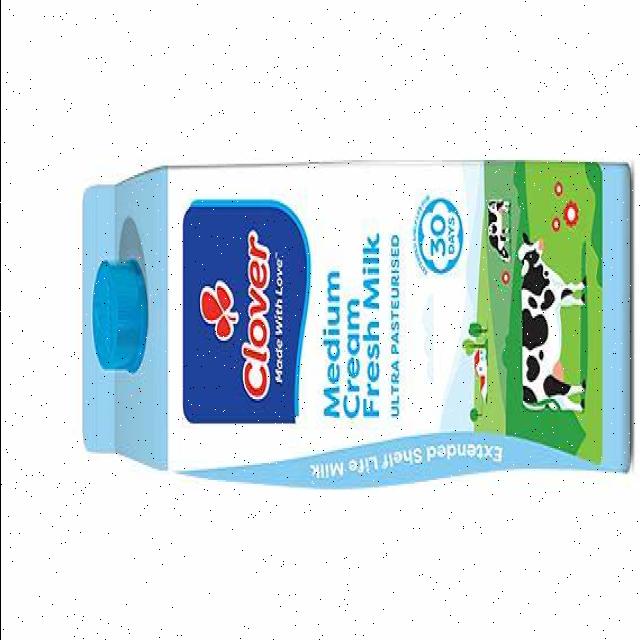 Clover
Made With Love
Medium
Cream
Fresh Milk
ULTRA PASTEURISED
30
DAYS
Extended Shelf Life Milk